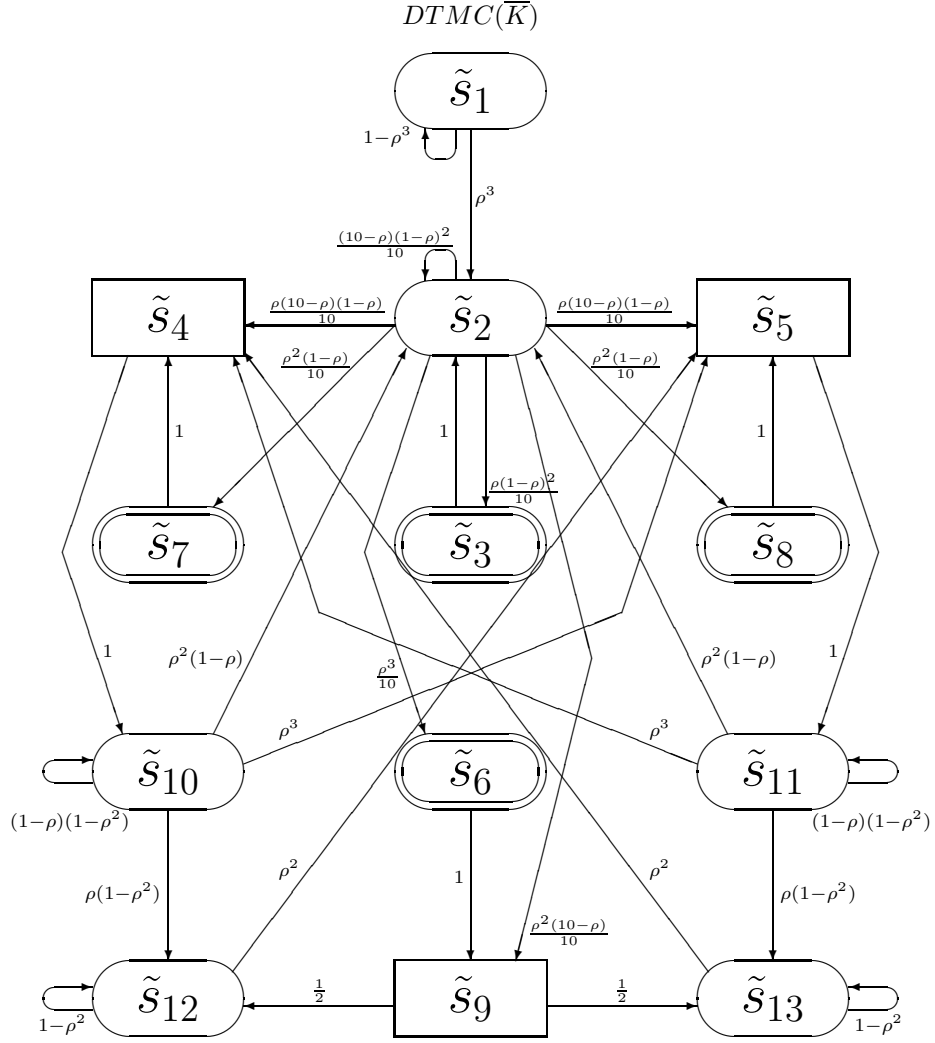 DTMC(K̅)
s̃₁
1−ρ³
ρ³
(10−ρ)(1−ρ)²/10
s̃₄
ρ(10−ρ)(1−ρ)/10
s̃₂
ρ(10−ρ)(1−ρ)/10
s̃₅
ρ²(1−ρ)/10
ρ²(1−ρ)/10
1
1
1
ρ(1−ρ)²/10
s̃₇
s̃₃
s̃₈
1
ρ²(1−ρ)
ρ³/10
ρ²(1−ρ)
1
ρ³
ρ³
s̃₁₀
s̃₆
s̃₁₁
(1−ρ)(1−ρ²)
(1−ρ)(1−ρ²)
ρ(1−ρ²)
ρ²
1
ρ²
ρ(1−ρ²)
ρ²(10−ρ)/10
s̃₁₂
1/2
s̃₉
1/2
s̃₁₃
1−ρ²
1−ρ²